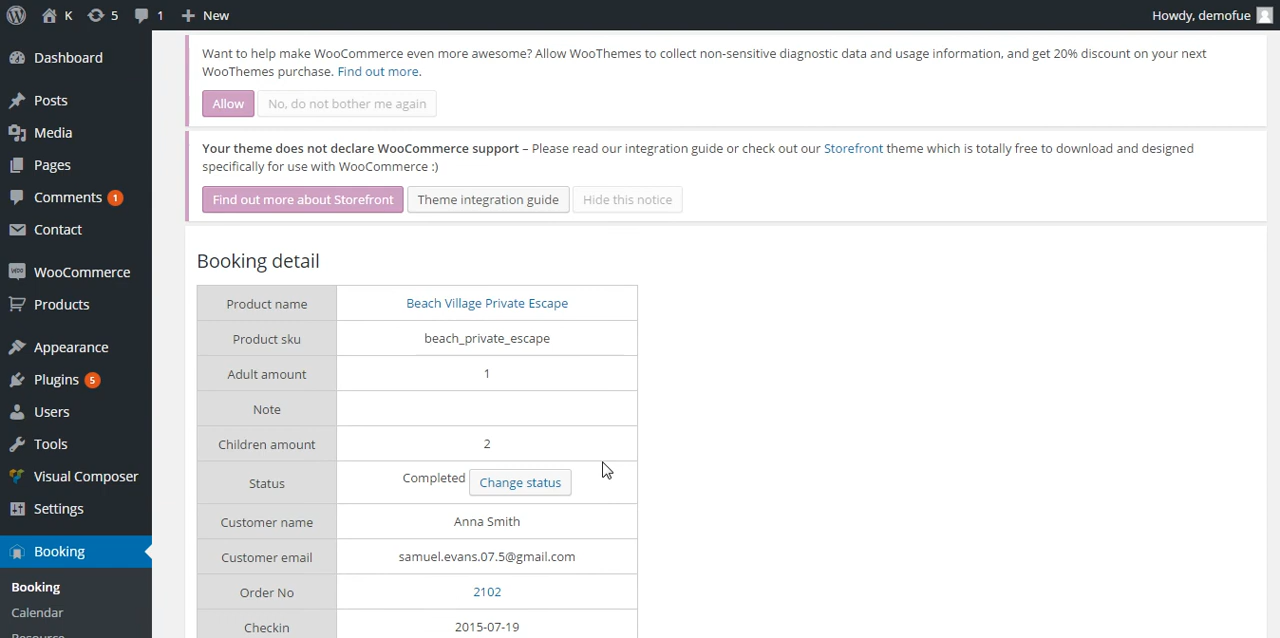 K 5 1 + New Howdy, demofue
Dashboard
Posts
Media
Pages
Comments 1
Contact
WooCommerce
Products
Appearance
Plugins 5
Users
Tools
Visual Composer
Settings
Booking
Booking
Calendar
Resource
Want to help make WooCommerce even more awesome? Allow WooThemes to collect non-sensitive diagnostic data and usage information, and get 20% discount on your next
WooThemes purchase. Find out more.
Allow No, do not bother me again
Your theme does not declare WooCommerce support – Please read our integration guide or check out our Storefront theme which is totally free to download and designed
specifically for use with WooCommerce :)
Find out more about Storefront Theme integration guide Hide this notice
Booking detail
Product name Beach Village Private Escape
Product sku beach_private_escape
Adult amount 1
Note
Children amount 2
Status Completed Change status
Customer name Anna Smith
Customer email samuel.evans.07.5@gmail.com
Order No 2102
Checkin 2015-07-19